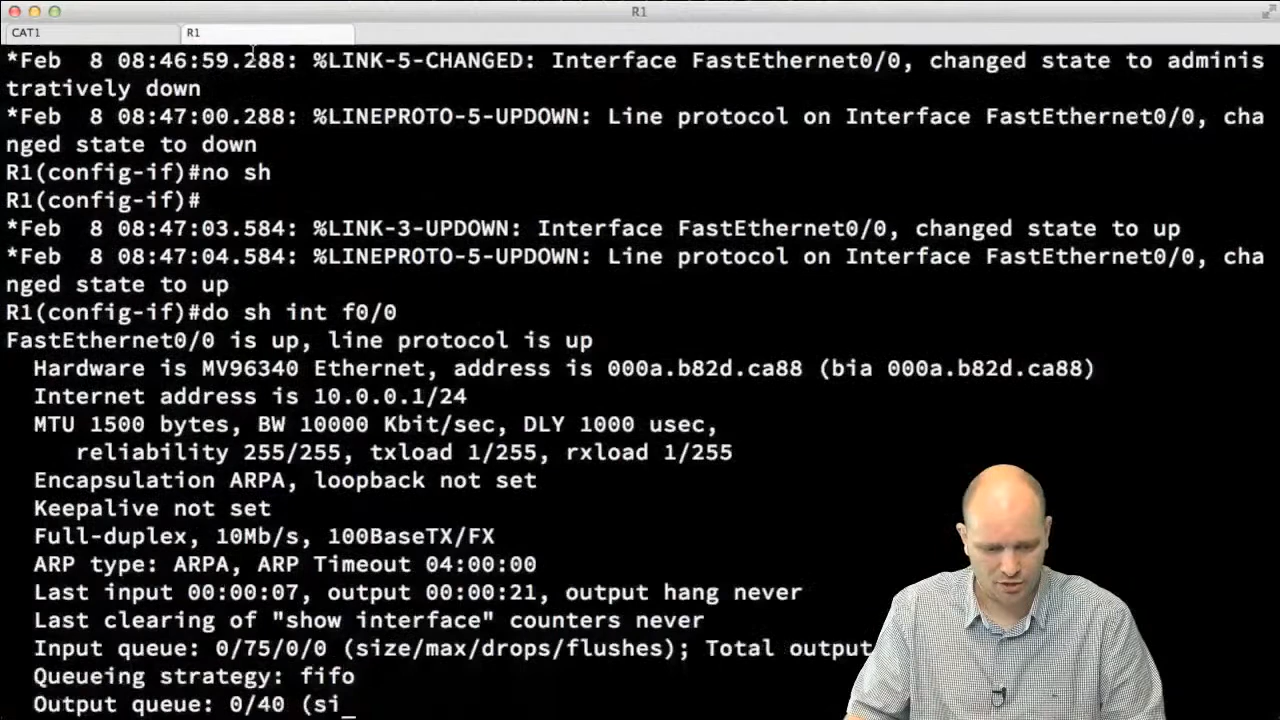 R1
CAT1
R1
*Feb  8 08:46:59.288: %LINK-5-CHANGED: Interface FastEthernet0/0, changed state to adminis
tratively down
*Feb  8 08:47:00.288: %LINEPROTO-5-UPDOWN: Line protocol on Interface FastEthernet0/0, cha
nged state to down
R1(config-if)#no sh
R1(config-if)#
*Feb  8 08:47:03.584: %LINK-3-UPDOWN: Interface FastEthernet0/0, changed state to up
*Feb  8 08:47:04.584: %LINEPROTO-5-UPDOWN: Line protocol on Interface FastEthernet0/0, cha
nged state to up
R1(config-if)#do sh int f0/0
FastEthernet0/0 is up, line protocol is up
  Hardware is MV96340 Ethernet, address is 000a.b82d.ca88 (bia 000a.b82d.ca88)
  Internet address is 10.0.0.1/24
  MTU 1500 bytes, BW 10000 Kbit/sec, DLY 1000 usec,
     reliability 255/255, txload 1/255, rxload 1/255
  Encapsulation ARPA, loopback not set
  Keepalive not set
  Full-duplex, 10Mb/s, 100BaseTX/FX
  ARP type: ARPA, ARP Timeout 04:00:00
  Last input 00:00:07, output 00:00:21, output hang never
  Last clearing of "show interface" counters never
  Input queue: 0/75/0/0 (size/max/drops/flushes); Total output
  Queueing strategy: fifo
  Output queue: 0/40 (si_